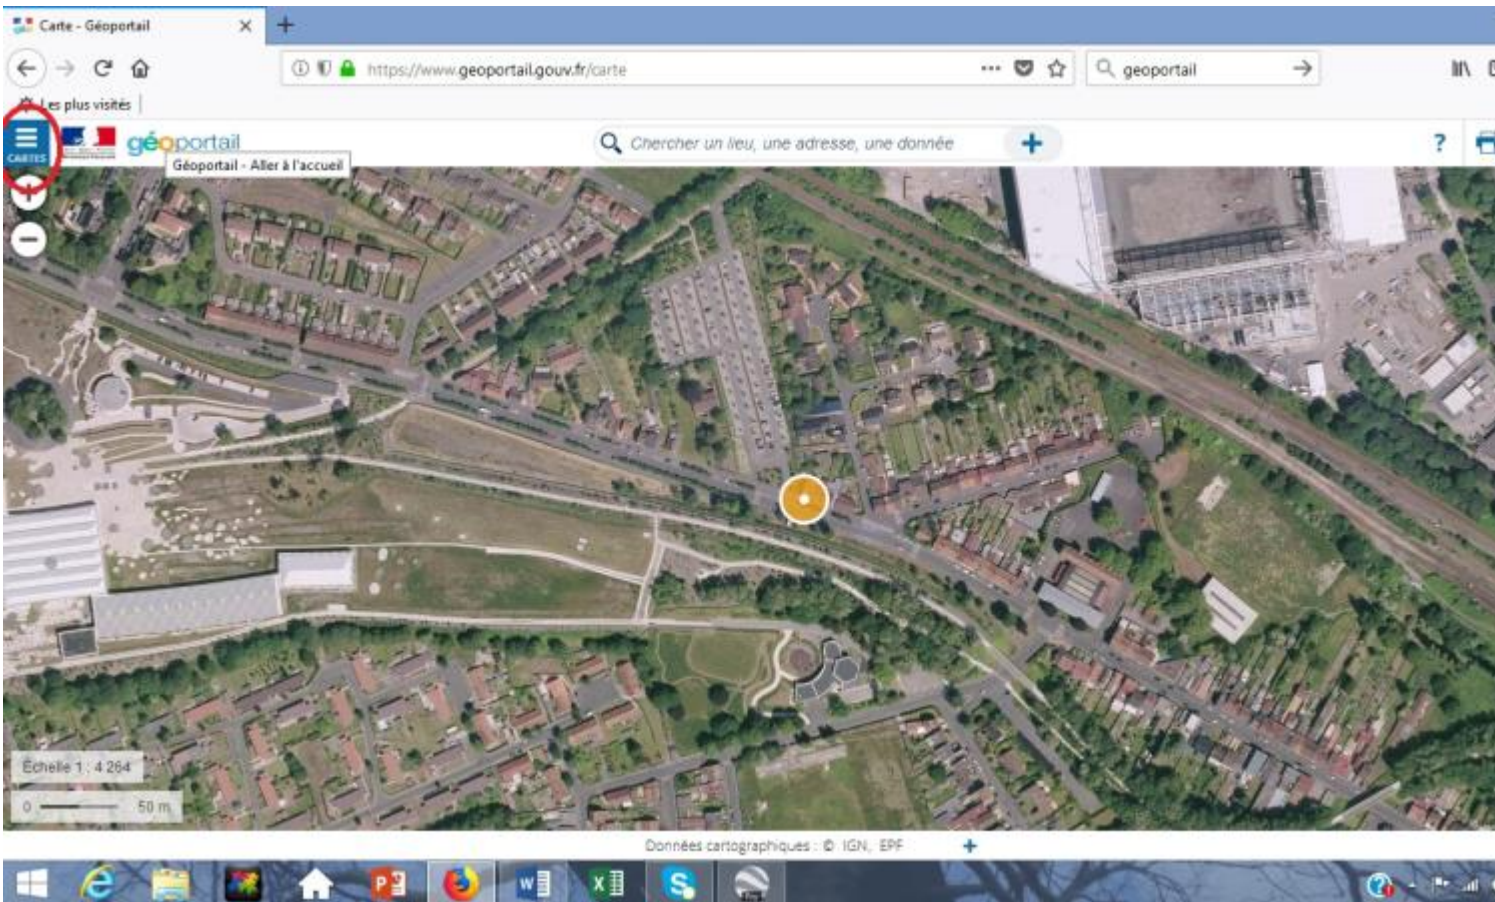 Carte - Géoportail
https://www.geoportail.gouv.fr/carte
geoportail
Les plus visités
CARTES
géoportail
Chercher un lieu, une adresse, une donnée
?
Géoportail - Aller à l'accueil
Échelle 1 : 4 264
0 50 m
Données cartographiques : © IGN, EPF